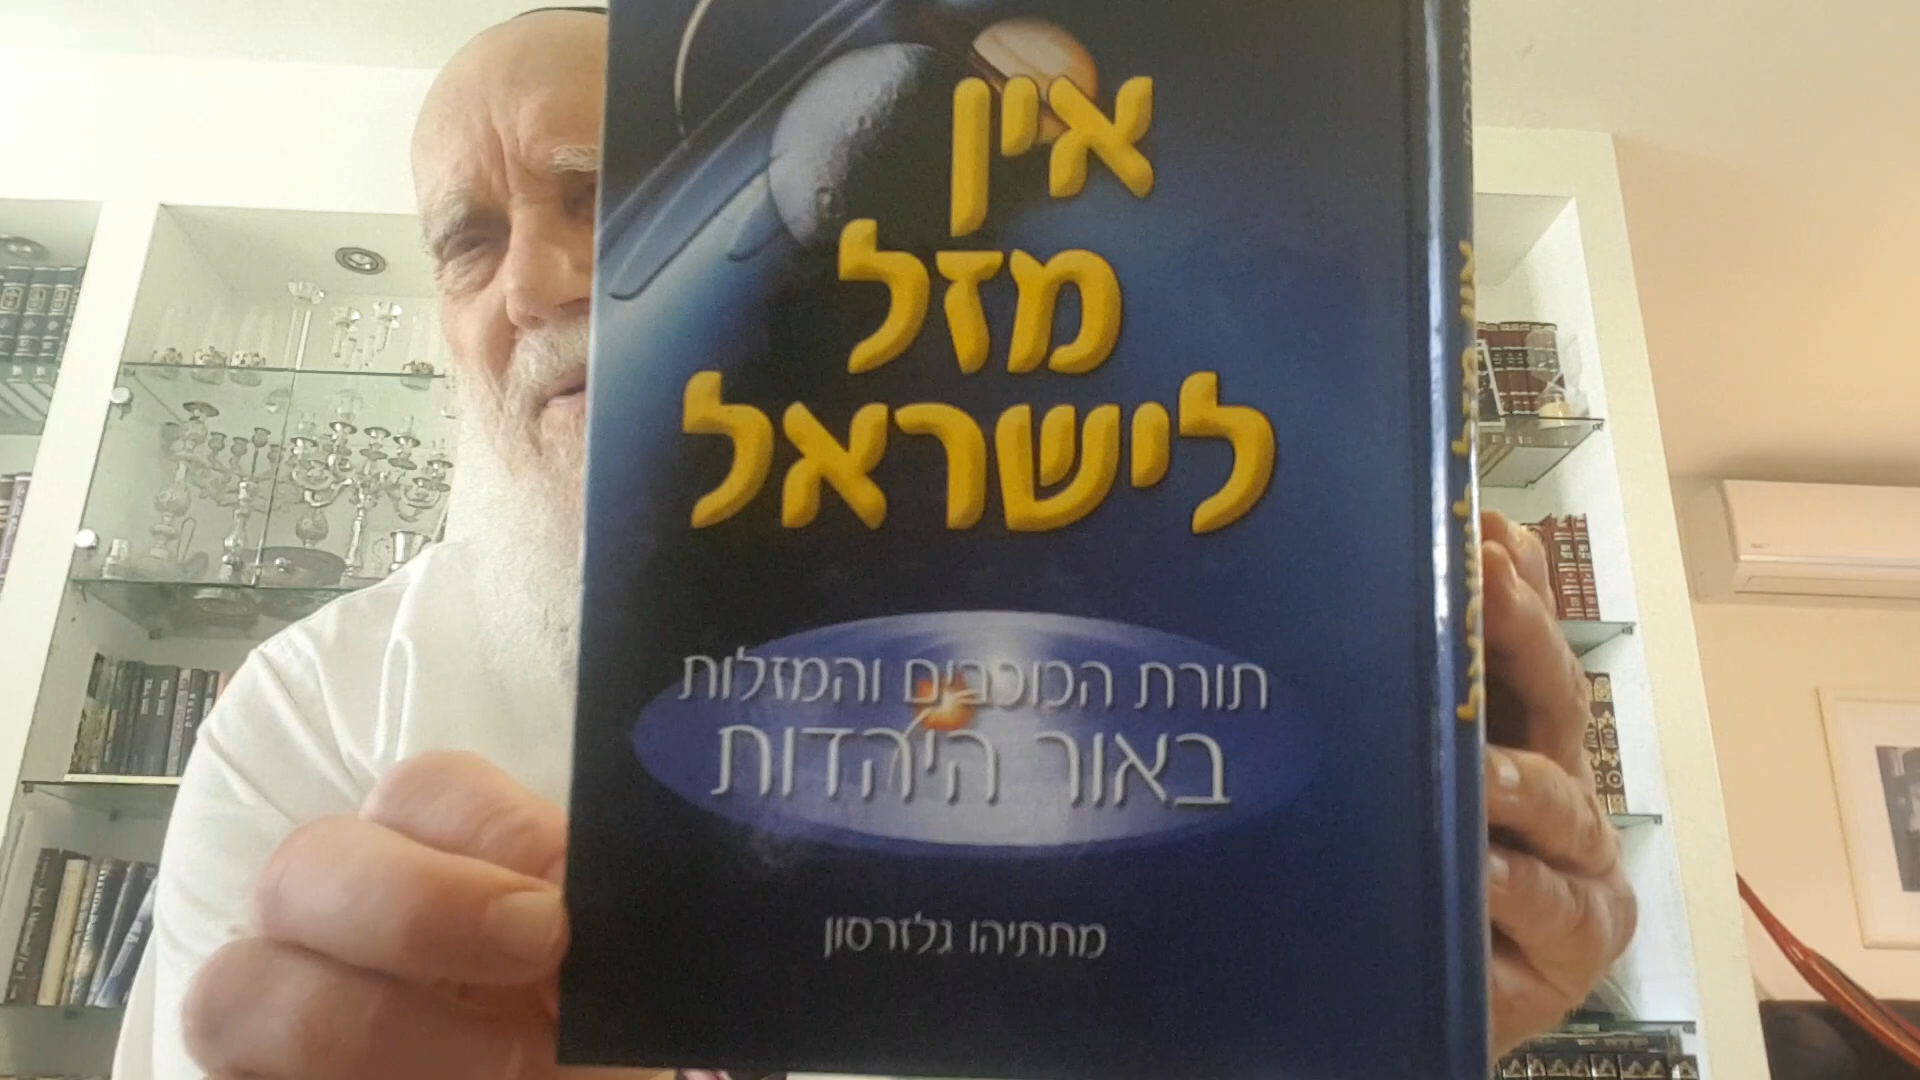 אין
מזל
לישראל
תורת הכוכבים והמזלות
באור היהדות
מתתיהו גלזרסון
אין מזל לישראל